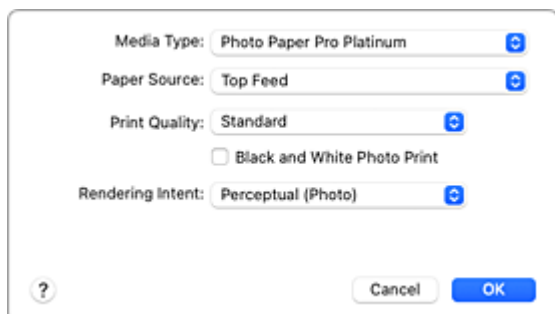 Media Type: Photo Paper Pro Platinum
Paper Source: Top Feed
Print Quality: Standard
Black and White Photo Print
Rendering Intent: Perceptual (Photo)
? Cancel OK